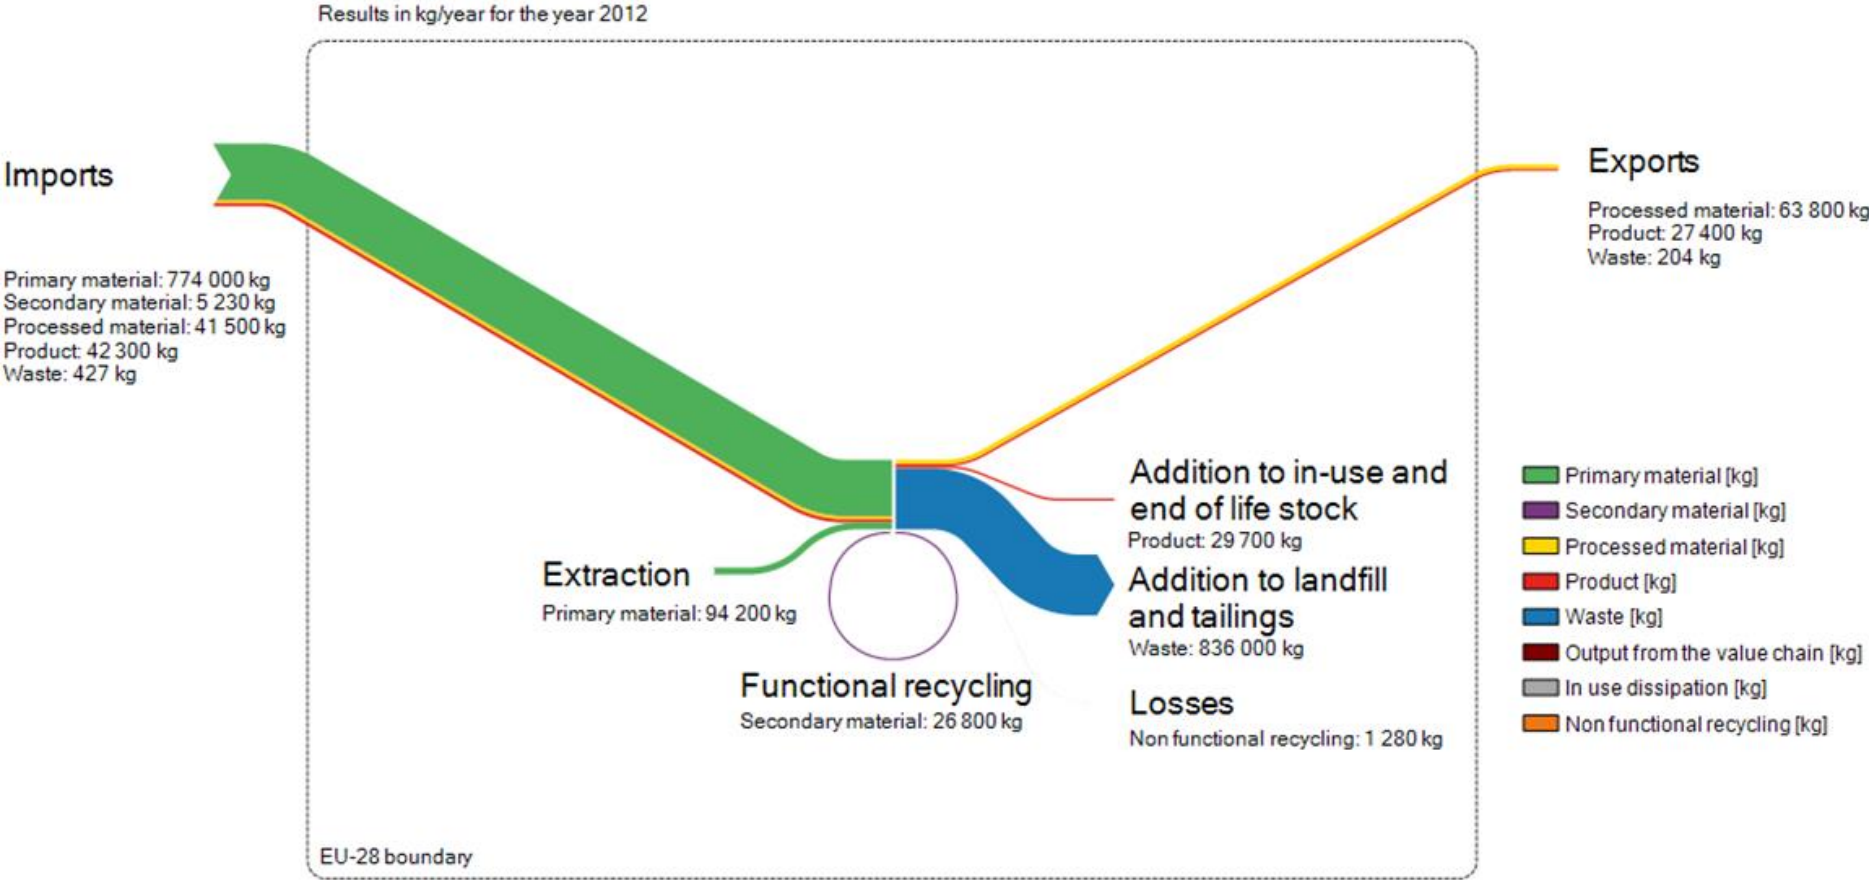 Results in kg/year for the year 2012
Imports
Primary material: 774 000 kg
Secondary material: 5 230 kg
Processed material: 41 500 kg
Product: 42 300 kg
Waste: 427 kg
Exports
Processed material: 63 800 kg
Product: 27 400 kg
Waste: 204 kg
Addition to in-use and
end of life stock
Product: 29 700 kg
Addition to landfill
and tailings
Waste: 836 000 kg
Extraction
Primary material: 94 200 kg
Functional recycling
Secondary material: 26 800 kg
Losses
Non functional recycling: 1 280 kg
Primary material [kg]
Secondary material [kg]
Processed material [kg]
Product [kg]
Waste [kg]
Output from the value chain [kg]
In use dissipation [kg]
Non functional recycling [kg]
EU-28 boundary